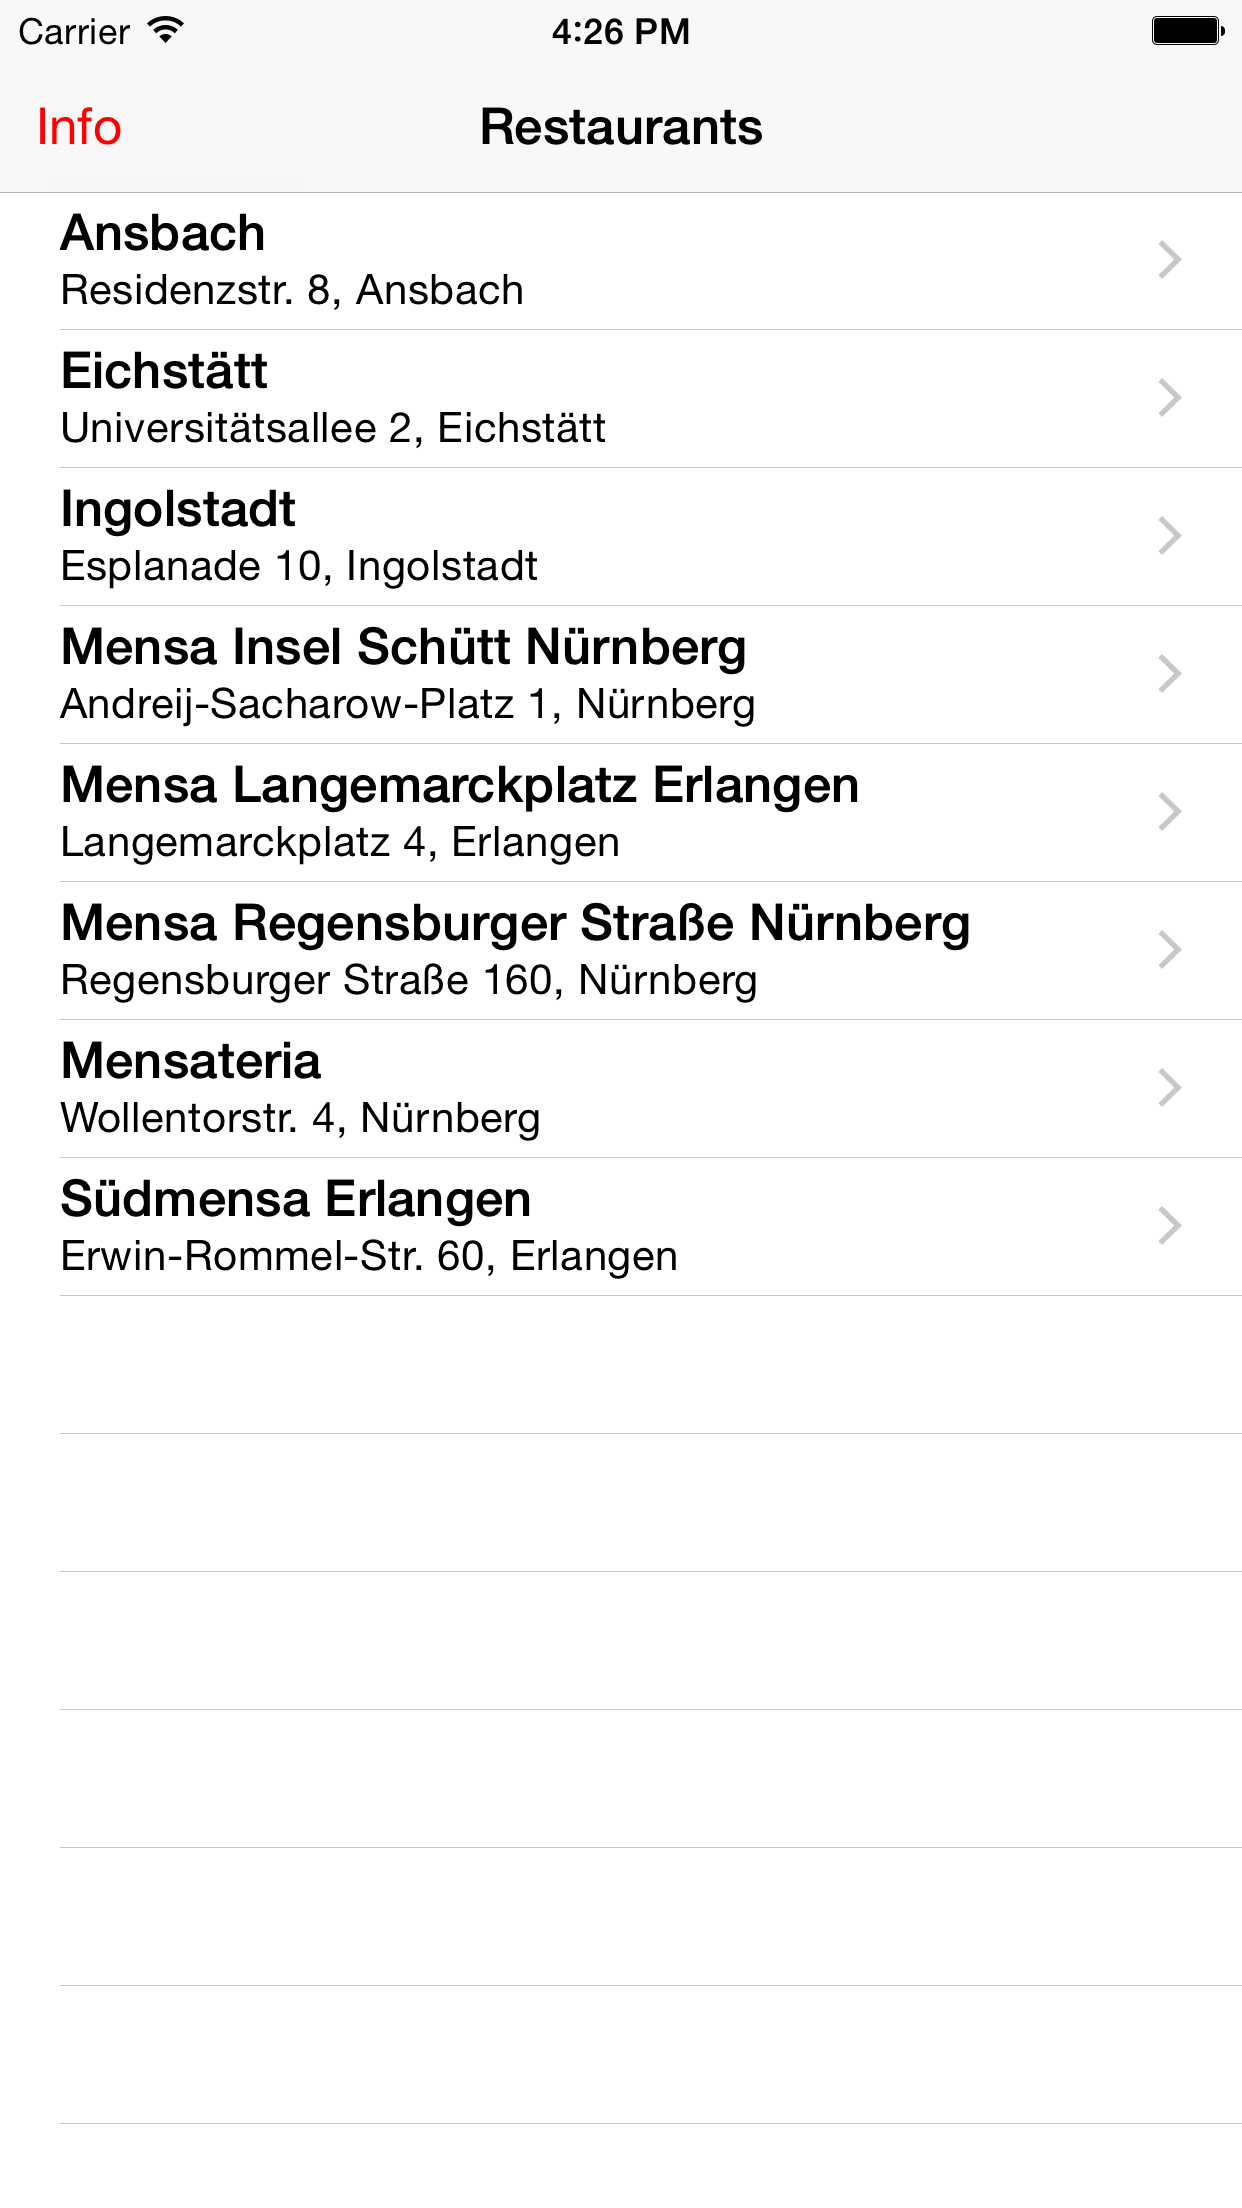 Carrier 4:26 PM
Info Restaurants
Ansbach
Residenzstr. 8, Ansbach
Eichstätt
Universitätsallee 2, Eichstätt
Ingolstadt
Esplanade 10, Ingolstadt
Mensa Insel Schütt Nürnberg
Andreij-Sacharow-Platz 1, Nürnberg
Mensa Langemarckplatz Erlangen
Langemarckplatz 4, Erlangen
Mensa Regensburger Straße Nürnberg
Regensburger Straße 160, Nürnberg
Mensateria
Wollentorstr. 4, Nürnberg
Südmensa Erlangen
Erwin-Rommel-Str. 60, Erlangen